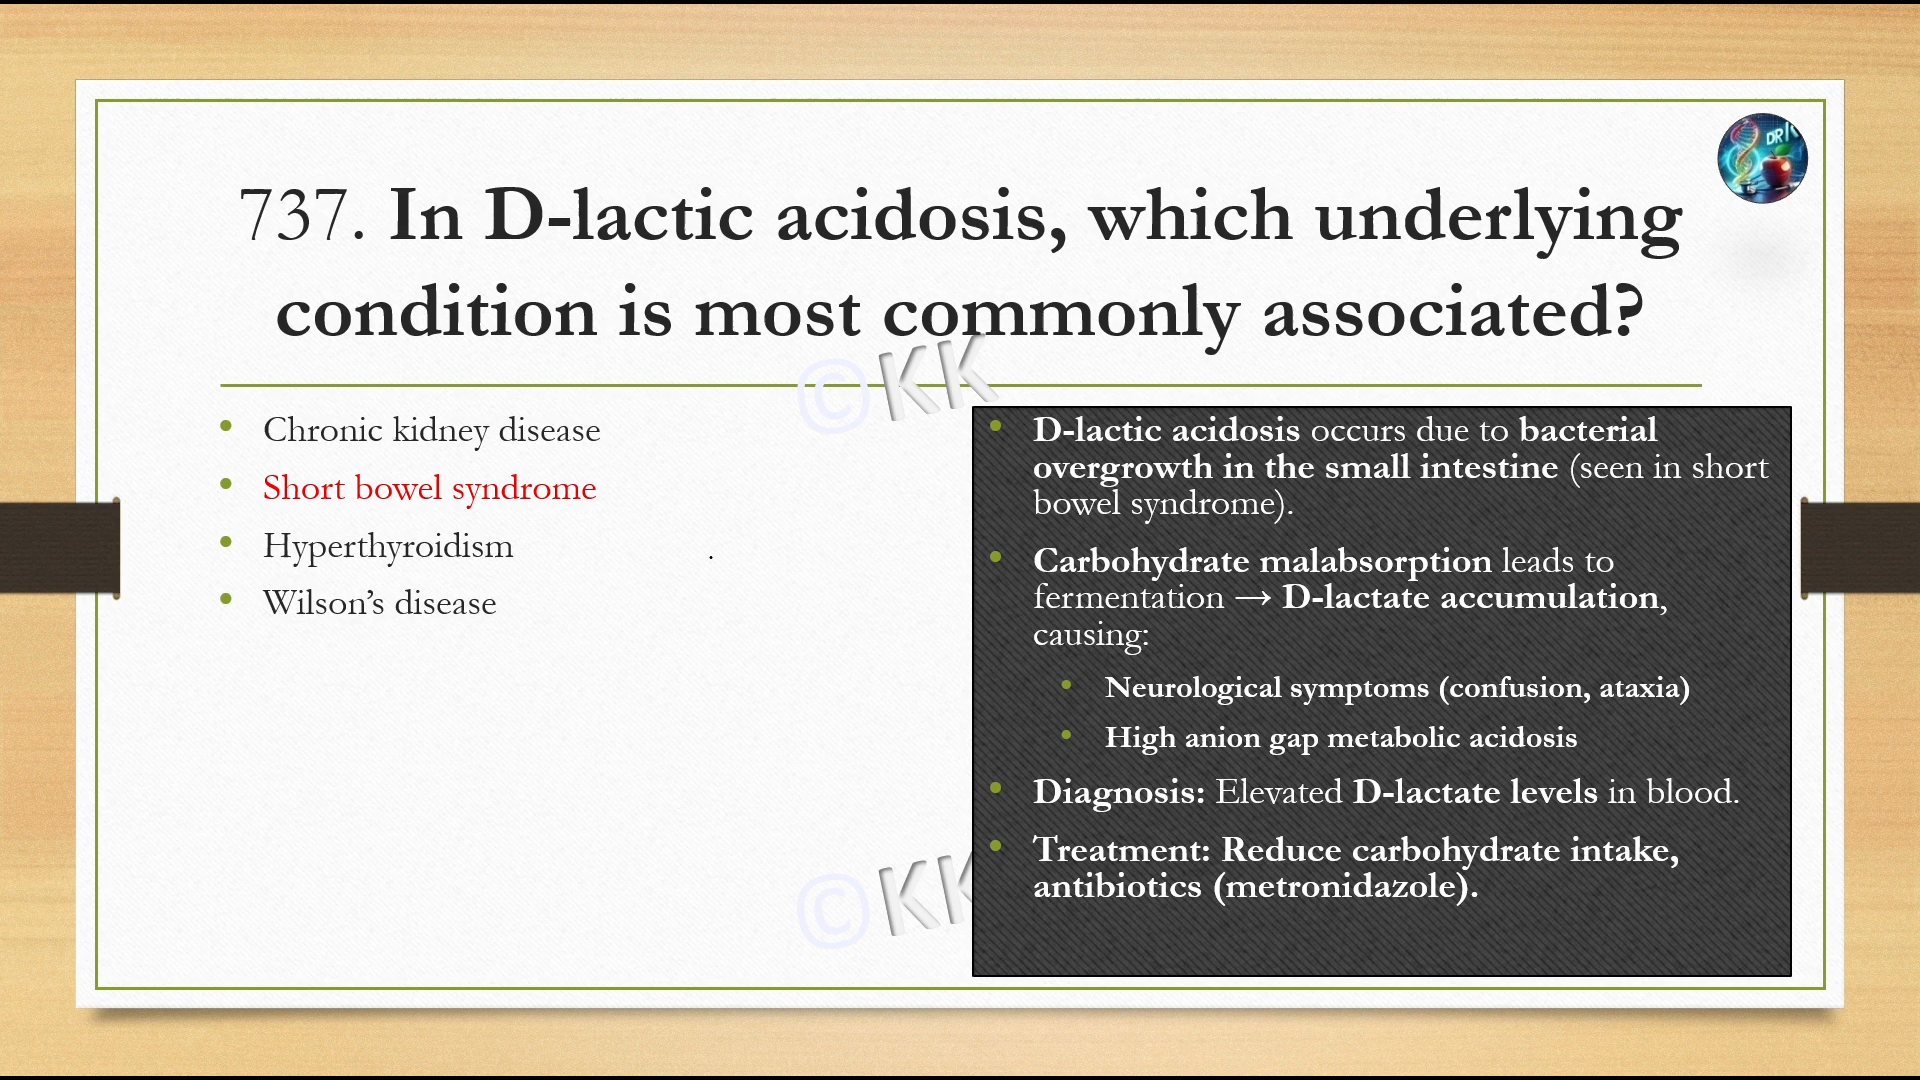 737. In D-lactic acidosis, which underlying
condition is most commonly associated?
• Chronic kidney disease
• Short bowel syndrome
• Hyperthyroidism
• Wilson’s disease
.
• D-lactic acidosis occurs due to bacterial
overgrowth in the small intestine (seen in short
bowel syndrome).
• Carbohydrate malabsorption leads to
fermentation → D-lactate accumulation,
causing:
• Neurological symptoms (confusion, ataxia)
• High anion gap metabolic acidosis
• Diagnosis: Elevated D-lactate levels in blood.
• Treatment: Reduce carbohydrate intake,
antibiotics (metronidazole).
©KK
©KK
DR K